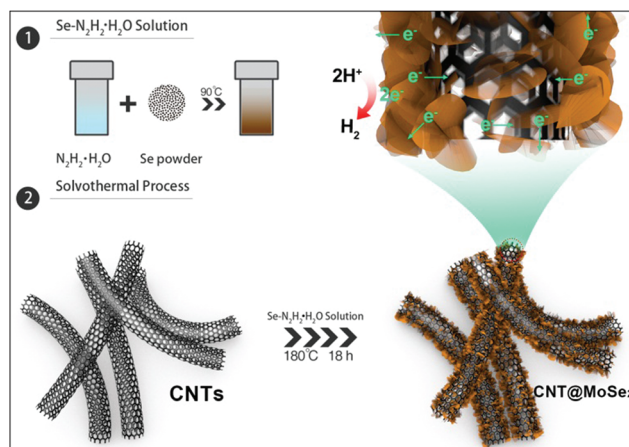 1
Se-N₂H₂•H₂O Solution
+
90℃
N₂H₂•H₂O
Se powder
2H⁺
2e⁻
H₂
e⁻
e⁻
e⁻
e⁻
e⁻
e⁻
e⁻
2
Solvothermal Process
CNTs
Se-N₂H₂•H₂O Solution
180℃ 18 h
CNT@MoSe₂